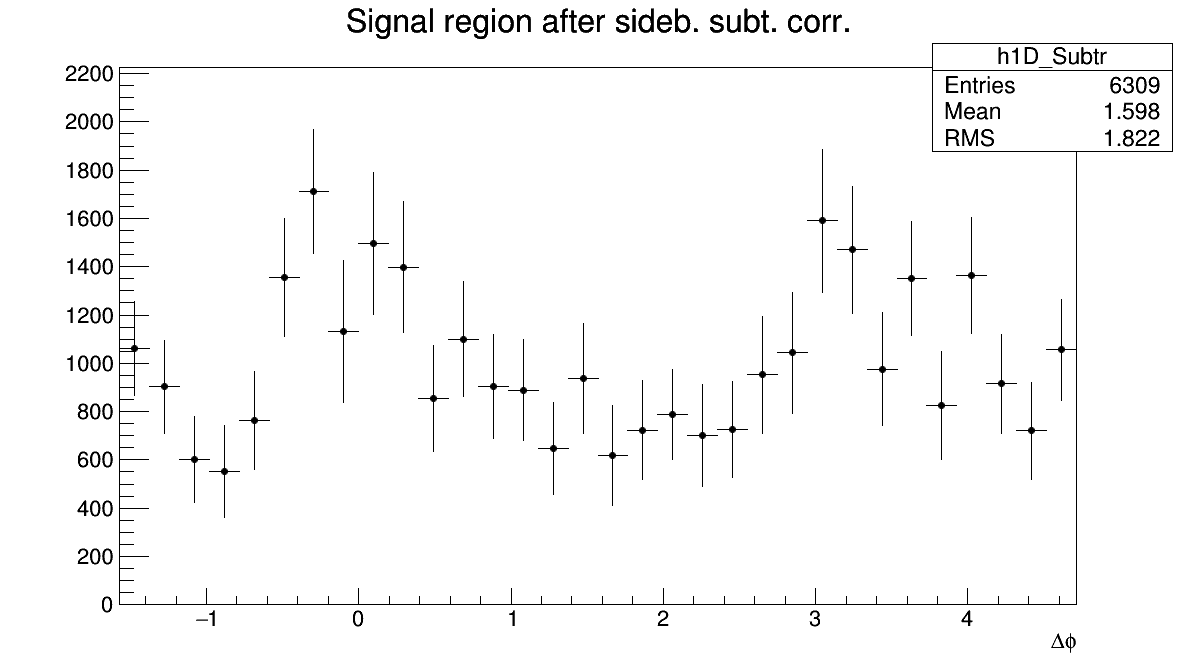 Signal region after sideb. subt. corr.
h1D_Subtr
Entries 6309
Mean 1.598
RMS 1.822
2200
2000
1800
1600
1400
1200
1000
800
600
400
200
0
−1 0 1 2 3 4
Δϕ